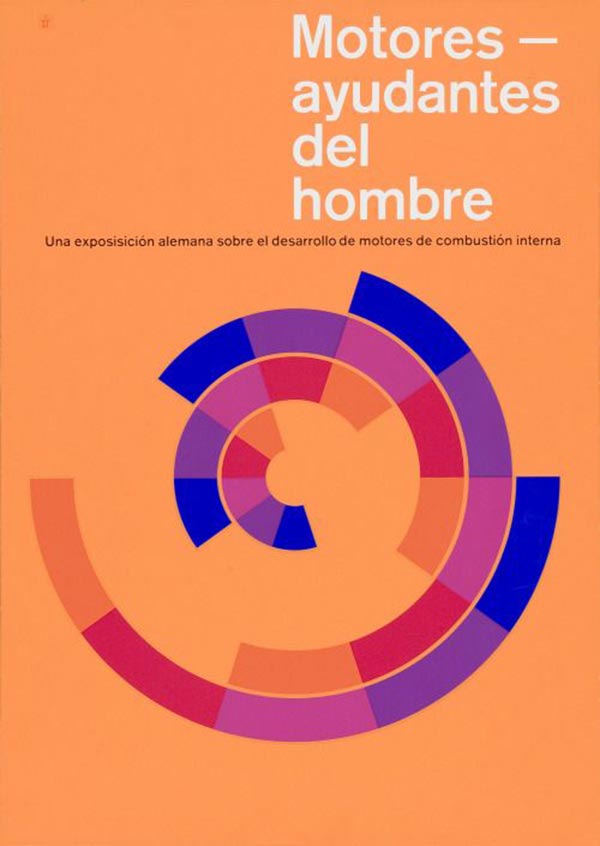 Motores —
ayudantes
del
hombre
Una exposisición alemana sobre el desarrollo de motores de combustión interna